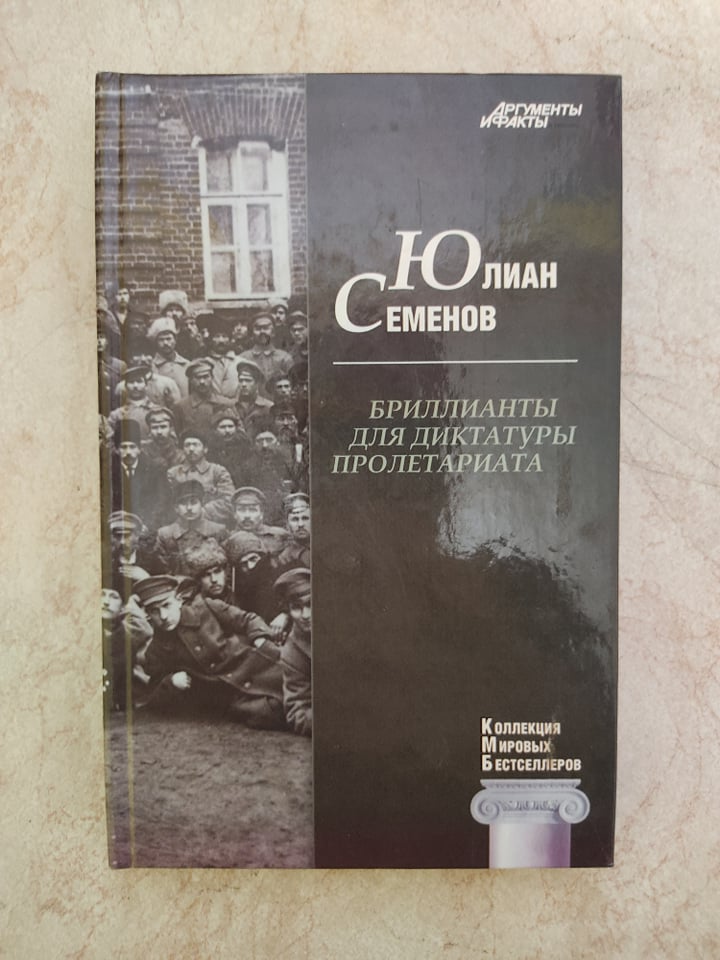 АРГУМЕНТЫ
И ФАКТЫ
ЮЛИАН
СЕМЕНОВ
БРИЛЛИАНТЫ
ДЛЯ ДИКТАТУРЫ
ПРОЛЕТАРИАТА
КОЛЛЕКЦИЯ
МИРОВЫХ
БЕСТСЕЛЛЕРОВ